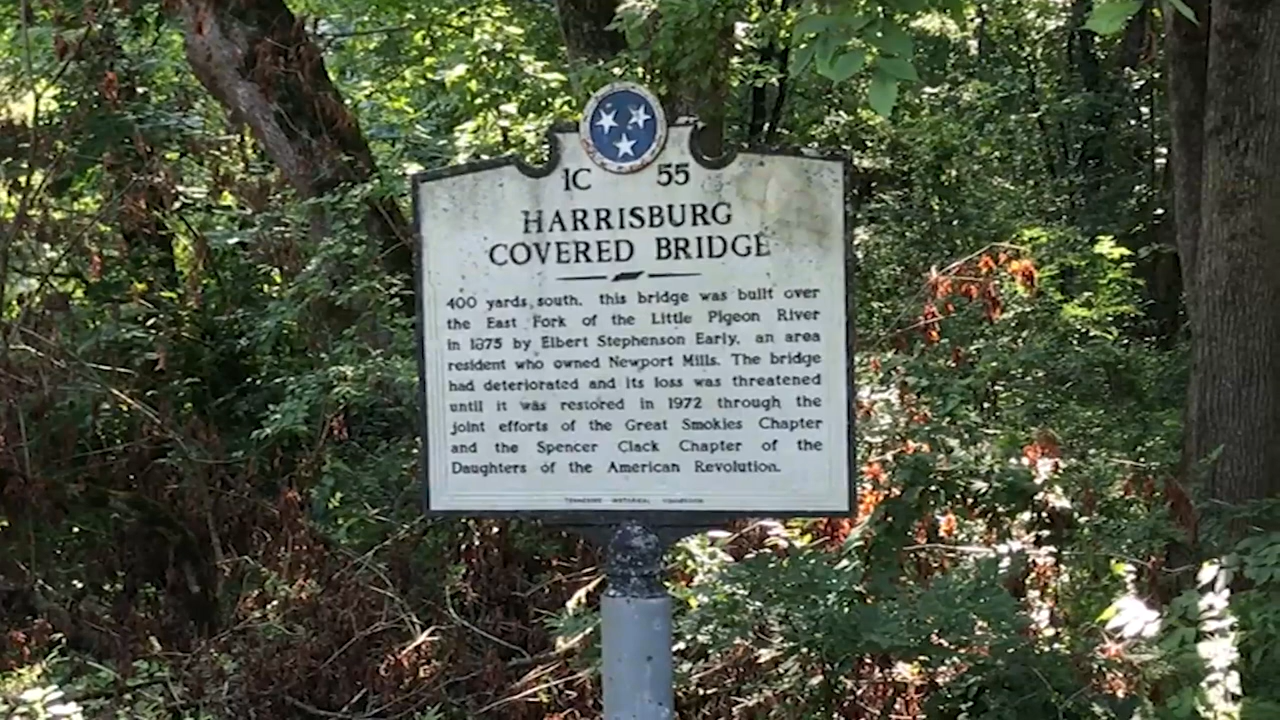 1C 55
HARRISBURG
COVERED BRIDGE
400 yards south, this bridge was built over
the East Fork of the Little Pigeon River
in 1875 by Elbert Stephenson Early, an area
resident who owned Newport Mills. The bridge
had deteriorated and its loss was threatened
until it was restored in 1972 through the
joint efforts of the Great Smokies Chapter
and the Spencer Clack Chapter of the
Daughters of the American Revolution.
TENNESSEE HISTORICAL COMMISSION